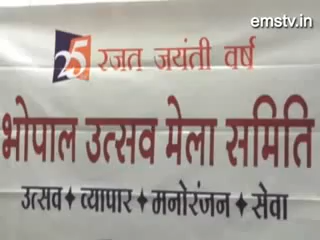 emstv.in
25 रजत जयंती वर्ष
भोपाल उत्सव मेला समिति
उत्सव ✦ व्यापार ✦ मनोरंजन ✦ सेवा